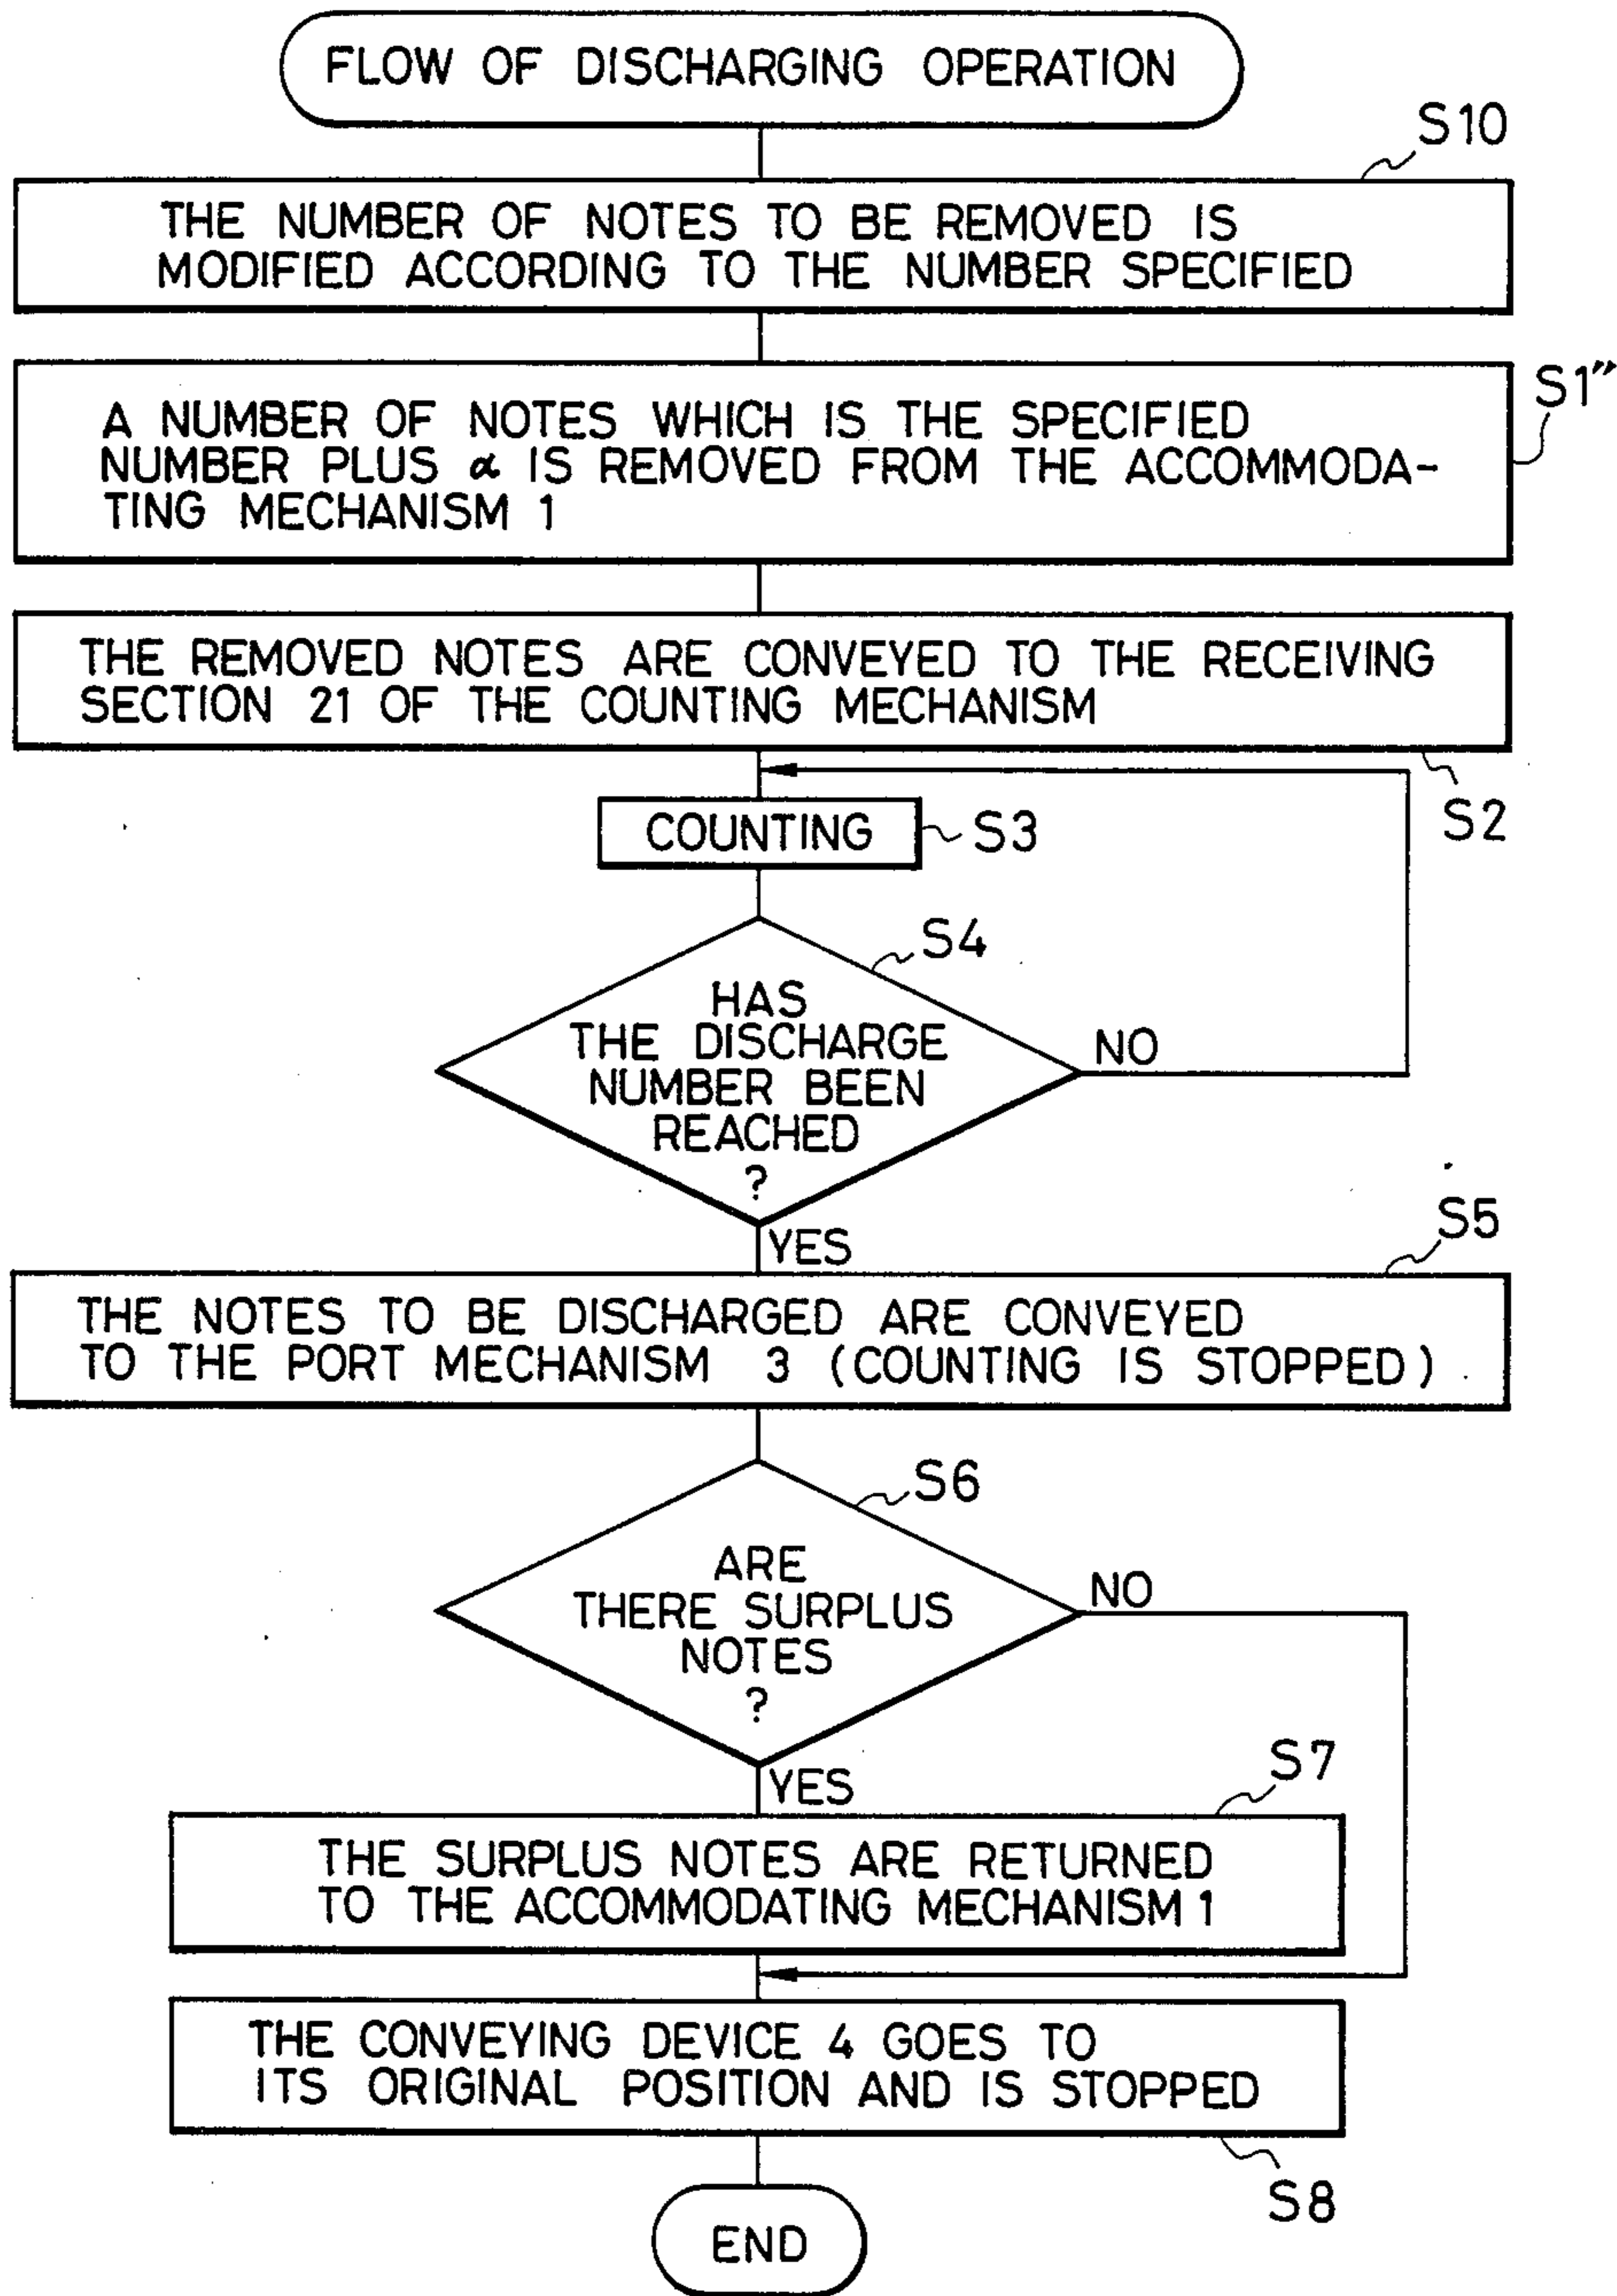 FLOW OF DISCHARGING OPERATION
S10
THE NUMBER OF NOTES TO BE REMOVED IS
MODIFIED ACCORDING TO THE NUMBER SPECIFIED
S1"
A NUMBER OF NOTES WHICH IS THE SPECIFIED
NUMBER PLUS α IS REMOVED FROM THE ACCOMMODA-
TING MECHANISM 1
THE REMOVED NOTES ARE CONVEYED TO THE RECEIVING
SECTION 21 OF THE COUNTING MECHANISM
S2
COUNTING
S3
S4
HAS
THE DISCHARGE
NUMBER BEEN
REACHED
?
NO
YES
S5
THE NOTES TO BE DISCHARGED ARE CONVEYED
TO THE PORT MECHANISM 3 (COUNTING IS STOPPED)
S6
ARE
THERE SURPLUS
NOTES
?
NO
YES
S7
THE SURPLUS NOTES ARE RETURNED
TO THE ACCOMMODATING MECHANISM 1
THE CONVEYING DEVICE 4 GOES TO
ITS ORIGINAL POSITION AND IS STOPPED
S8
END